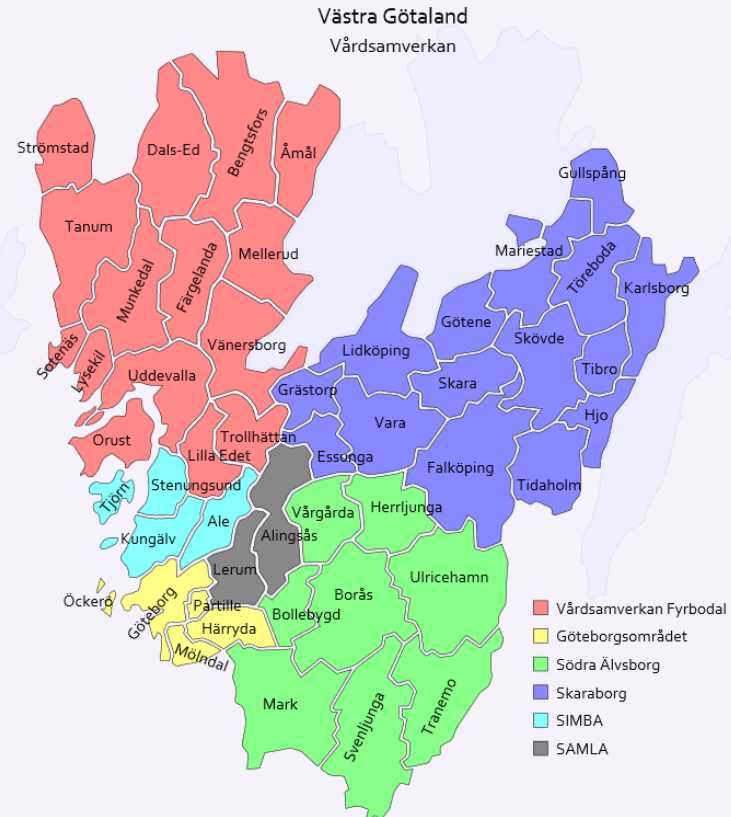 Västra Götaland
Vårdsamverkan
Strömstad
Dals-Ed
Bengtsfors
Åmål
Gullspång
Tanum
Mellerud
Mariestad
Töreboda
Munkedal
Färgelanda
Karlsborg
Götene
Skövde
Sotenäs
Lysekil
Vänersborg
Lidköping
Uddevalla
Skara
Tibro
Grästorp
Hjo
Orust
Trollhättan
Vara
Lilla Edet
Essunga
Falköping
Tjörn
Stenungsund
Tidaholm
Vårgårda
Herrljunga
Kungälv
Ale
Alingsås
Lerum
Ulricehamn
Öckerö
Göteborg
Partille
Borås
Bollebygd
Härryda
Mölndal
Mark
Svenljunga
Tranemo
Vårdsamverkan Fyrbodal
Göteborgsområdet
Södra Älvsborg
Skaraborg
SIMBA
SAMLA